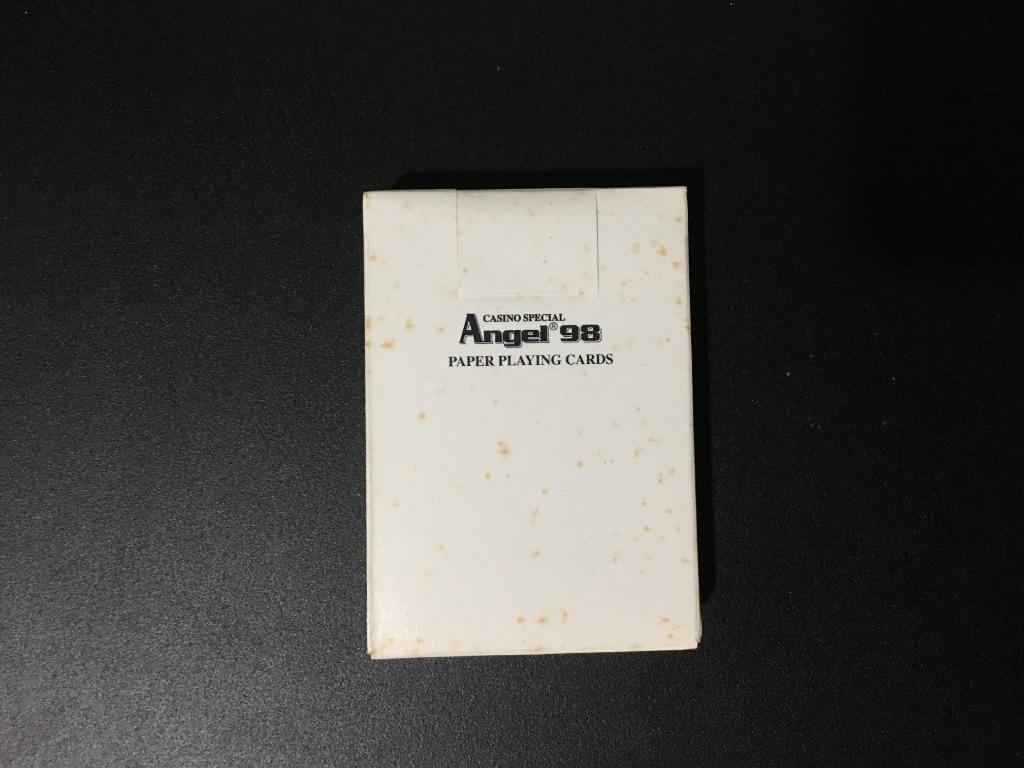 CASINO SPECIAL
Angel® 98
PAPER PLAYING CARDS